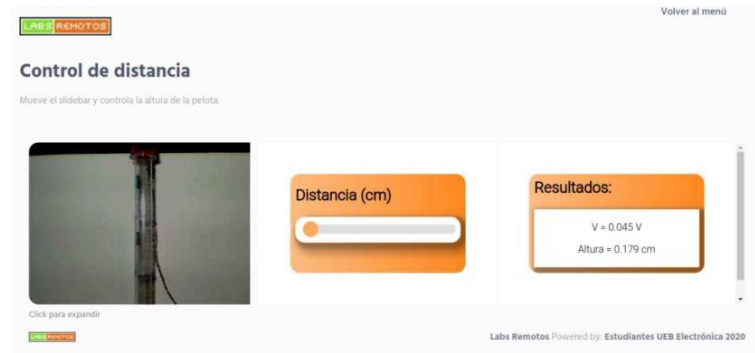 Volver al menú
LABS REMOTOS
Control de distancia
Mueve el slidebar y controla la altura de la pelota.
Distancia (cm)
Resultados:
V = 0.045 V
Altura = 0.179 cm
Click para expandir
LABS REMOTOS
Labs Remotos Powered by: Estudiantes UEB Electrónica 2020